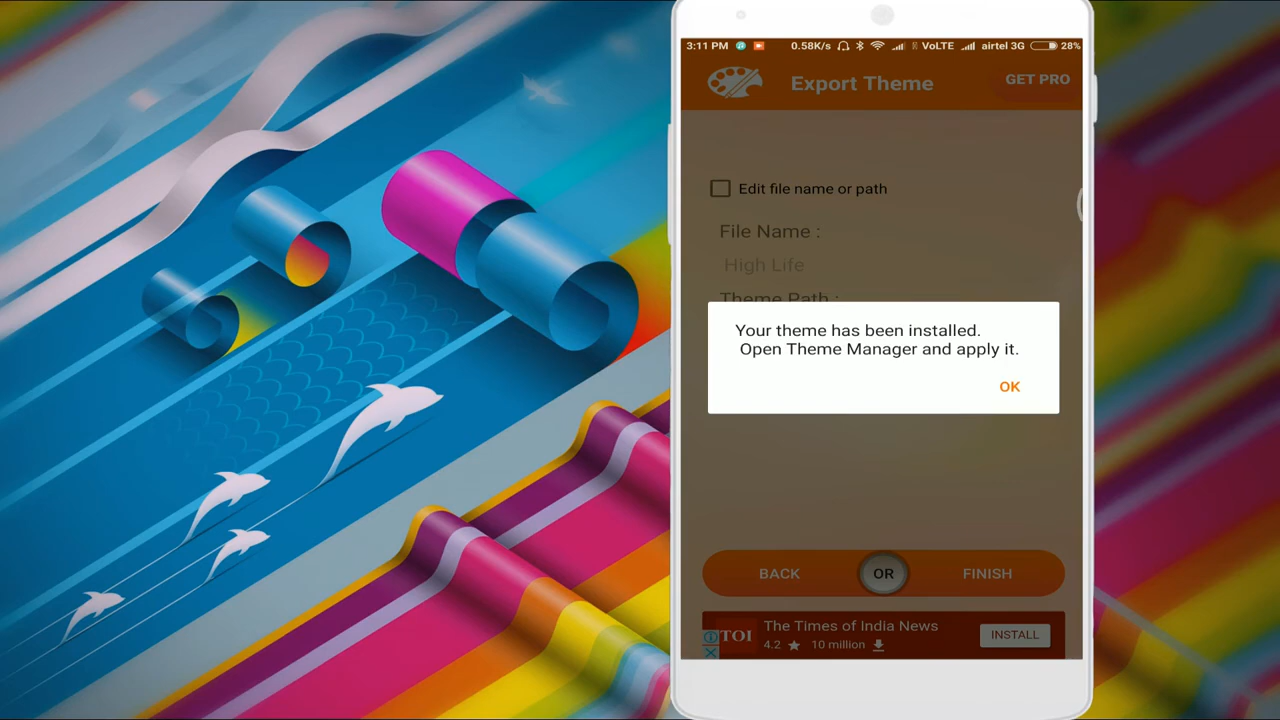 3:11 PM 0.58K/s VoLTE airtel 3G 28%
Export Theme GET PRO
Edit file name or path
File Name :
High Life
Theme Path :
Your theme has been installed.
Open Theme Manager and apply it.
OK
BACK OR FINISH
TOI The Times of India News INSTALL
4.2 ★ 10 million